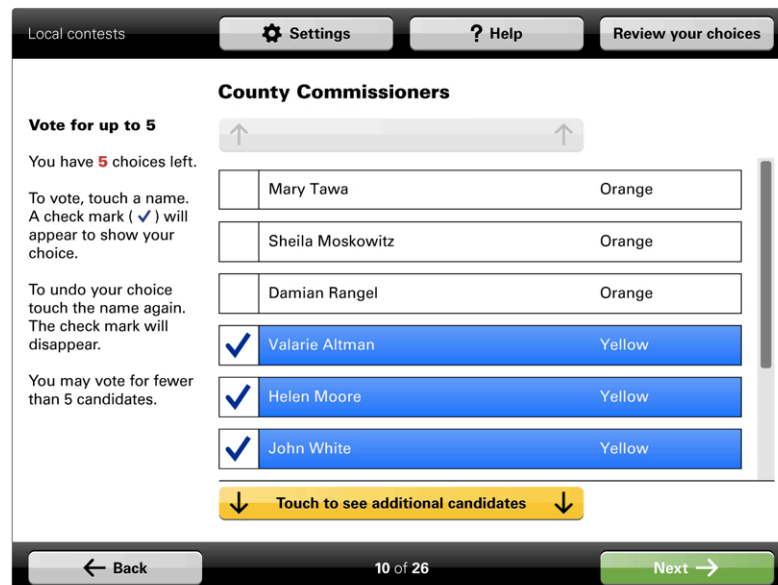 Local contests
Settings
? Help
Review your choices
County Commissioners
Vote for up to 5
You have 5 choices left.
To vote, touch a name.
A check mark ( ✓ ) will
appear to show your
choice.
To undo your choice
touch the name again.
The check mark will
disappear.
You may vote for fewer
than 5 candidates.
Mary Tawa Orange
Sheila Moskowitz Orange
Damian Rangel Orange
Valarie Altman Yellow
Helen Moore Yellow
John White Yellow
Touch to see additional candidates
Back
10 of 26
Next